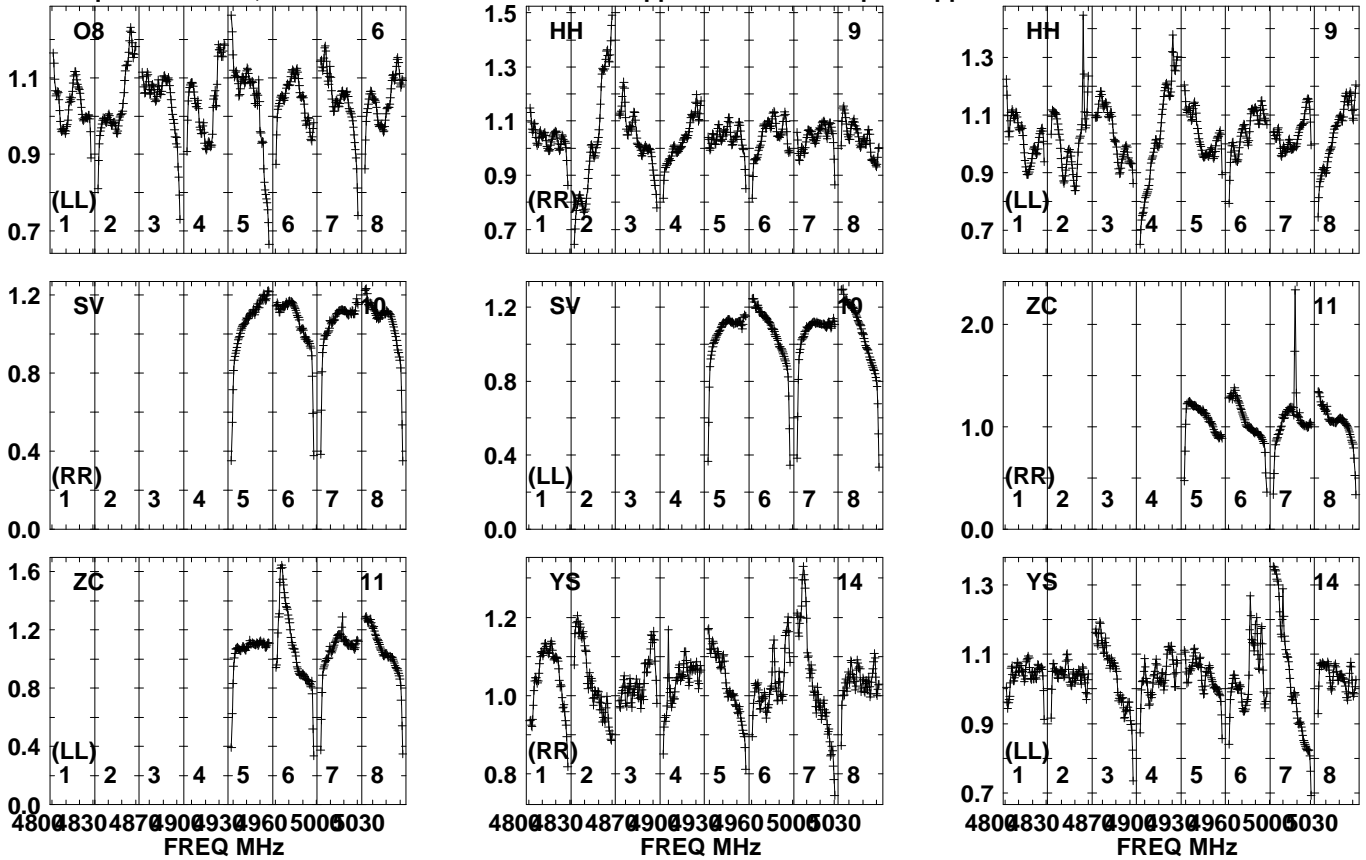 O8 6
1.1
0.9
0.7
(LL)
1 2 3 4 5 6 7 8
HH 9
1.5
1.3
1.1
0.9
0.7
(RR)
1 2 3 4 5 6 7 8
HH 9
1.3
1.1
0.9
0.7
(LL)
1 2 3 4 5 6 7 8
SV 10
1.2
0.8
0.4
0.0
(RR)
1 2 3 4 5 6 7 8
SV 10
1.2
0.8
0.4
0.0
(LL)
1 2 3 4 5 6 7 8
ZC 11
2.0
1.0
0.0
(RR)
1 2 3 4 5 6 7 8
ZC 11
1.6
1.2
0.8
0.4
0.0
(LL)
1 2 3 4 5 6 7 8
4800 4830 4870 4900 4930 4960 5000 5030
FREQ MHz
YS 14
1.2
1.0
0.8
(RR)
1 2 3 4 5 6 7 8
4800 4830 4870 4900 4930 4960 5000 5030
FREQ MHz
YS 14
1.3
1.1
0.9
0.7
(LL)
1 2 3 4 5 6 7 8
4800 4830 4870 4900 4930 4960 5000 5030
FREQ MHz